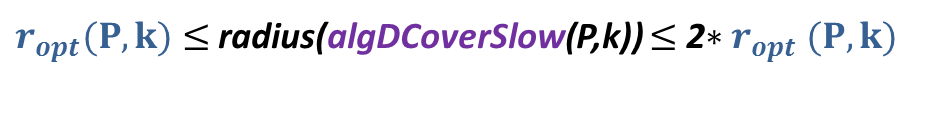 r_opt(P,k) ≤ radius(algDCoverSlow(P,k)) ≤ 2* r_opt (P,k)